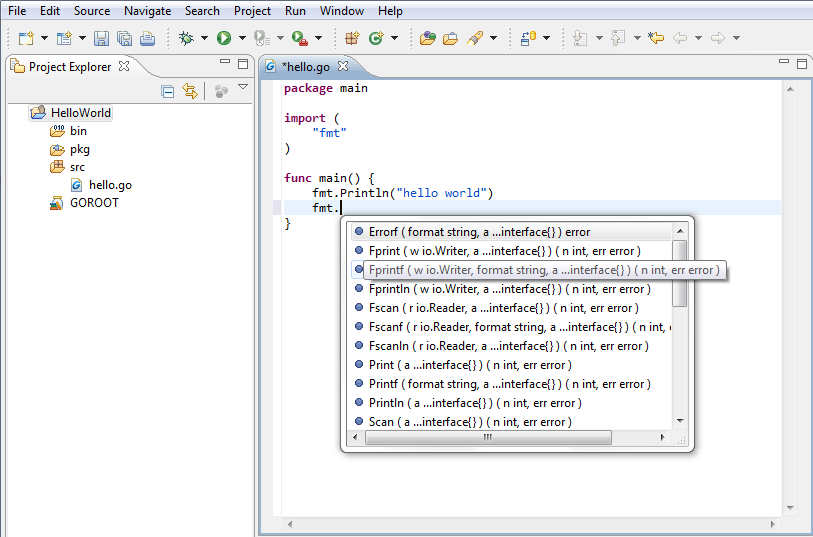 File Edit Source Navigate Search Project Run Window Help
Project Explorer
HelloWorld
010
bin
pkg
src
hello.go
GOROOT
*hello.go
package main
import (
"fmt"
)
func main() {
fmt.Println("hello world")
fmt.
}
Errorf ( format string, a ...interface{} ) error
Fprint ( w io.Writer, a ...interface{} ) ( n int, err error )
Fprintf ( w io.Writer, format string, a ...interface{} ) ( n int, err error )
Fprintln ( w io.Writer, a ...interface{} ) ( n int, err error )
Fscan ( r io.Reader, a ...interface{} ) ( n int, err error )
Fscanf ( r io.Reader, format string, a ...interface{} ) ( n int,
Fscanln ( r io.Reader, a ...interface{} ) ( n int, err error )
Print ( a ...interface{} ) ( n int, err error )
Printf ( format string, a ...interface{} ) ( n int, err error )
Println ( a ...interface{} ) ( n int, err error )
Scan ( a ...interface{} ) ( n int, err error )